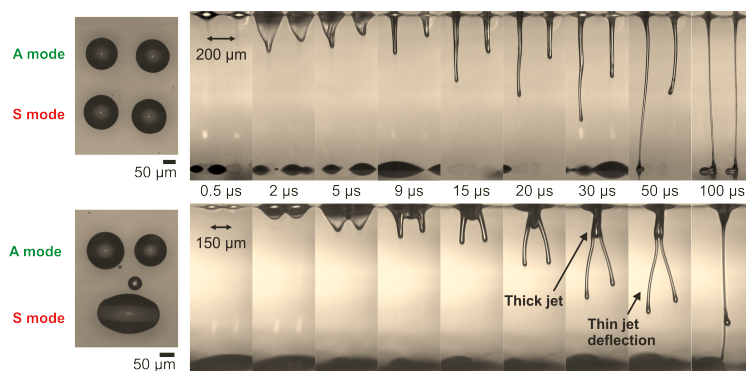 A mode
S mode
50 µm
200 µm
0.5 µs 2 µs 5 µs 9 µs 15 µs 20 µs 30 µs 50 µs 100 µs
A mode
S mode
50 µm
150 µm
Thick jet
Thin jet
deflection